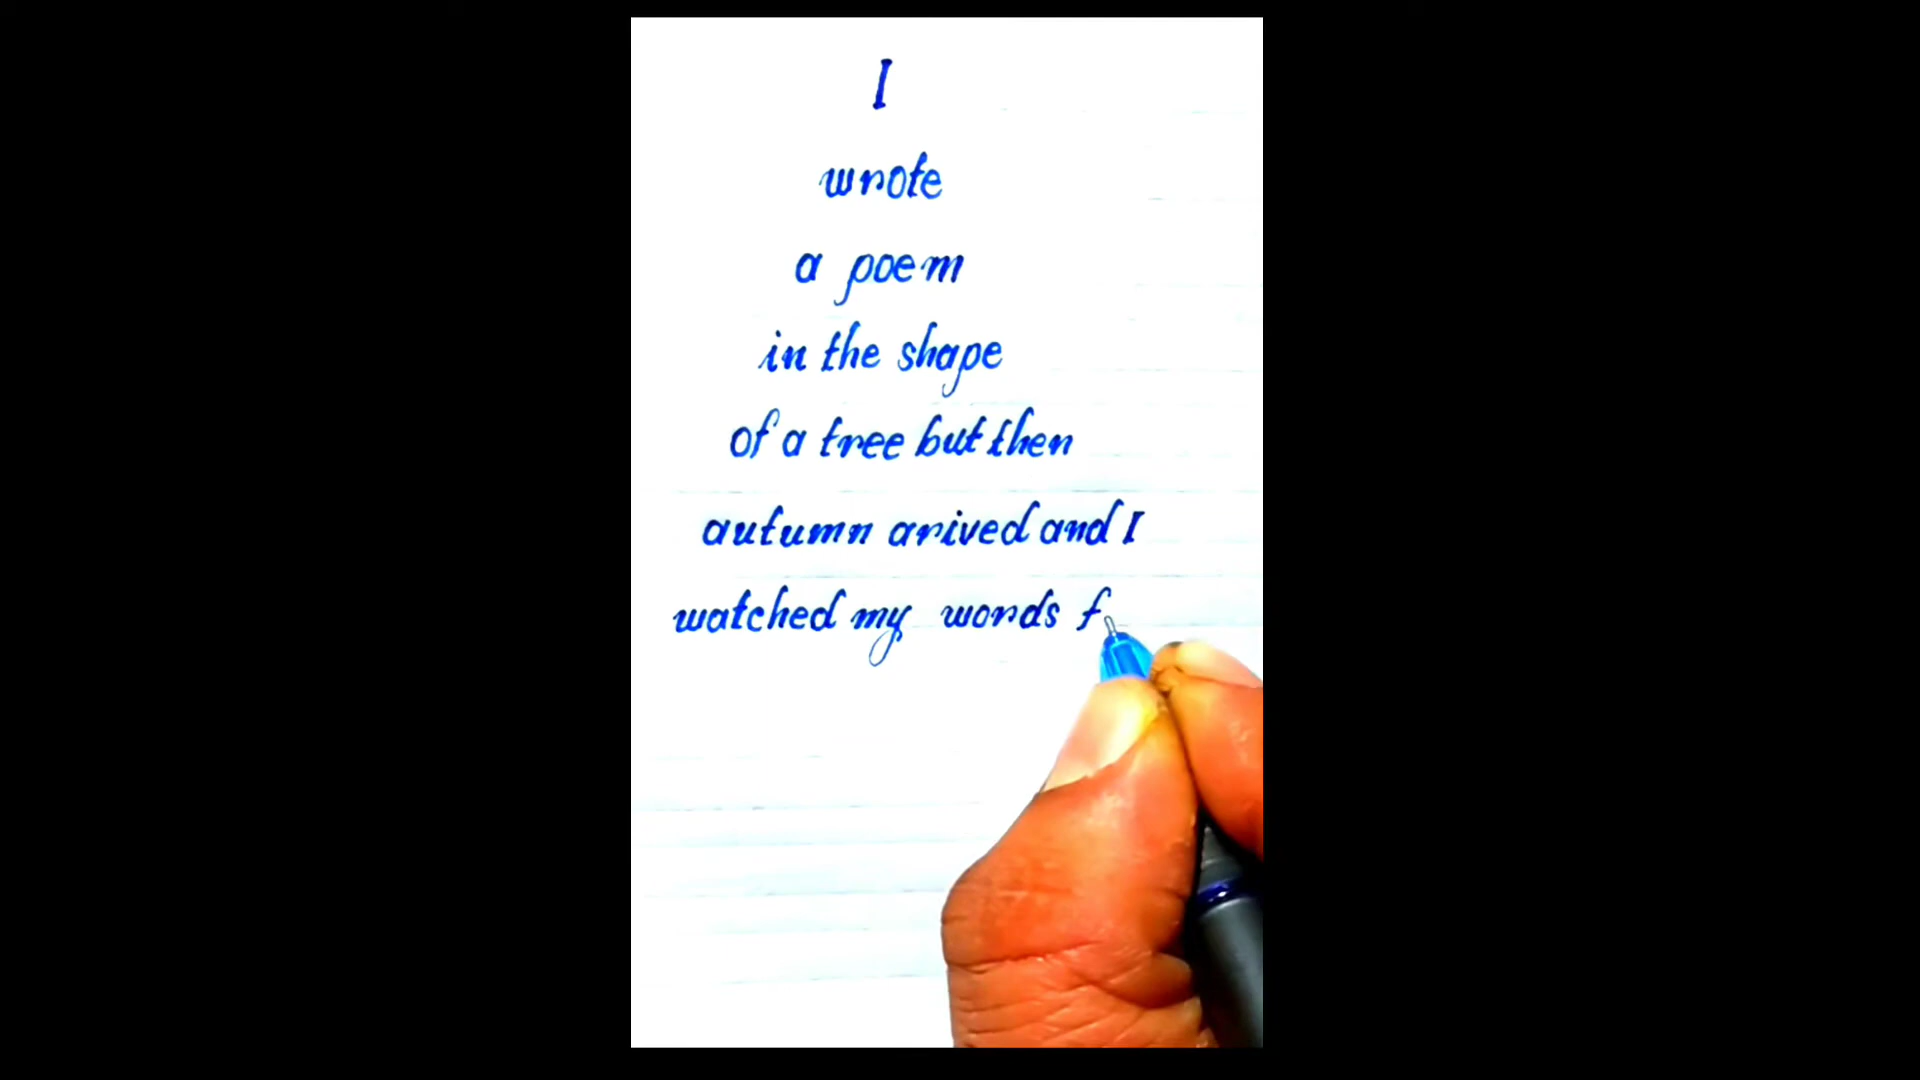 I
wrote
a poem
in the shape
of a tree but then
autumn arived and I
watched my words f